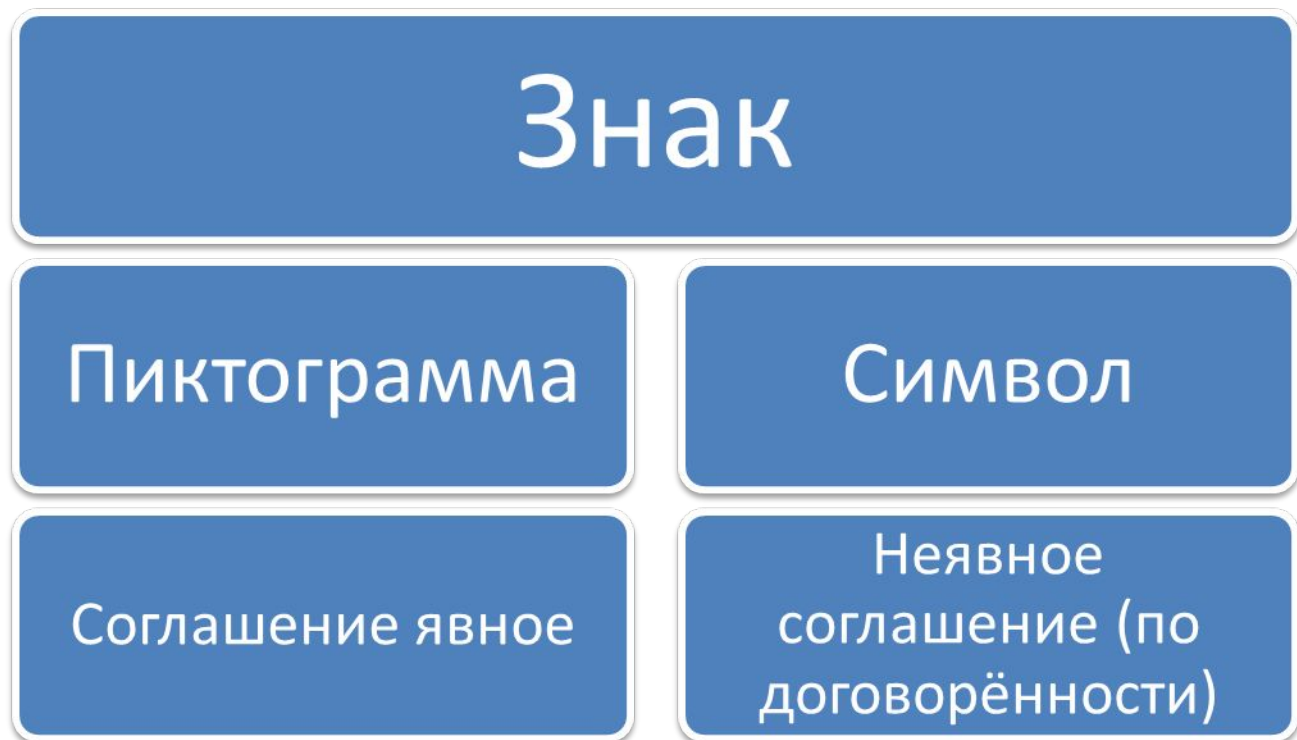 Знак
Пиктограмма
Символ
Соглашение явное
Неявное
соглашение (по
договорённости)